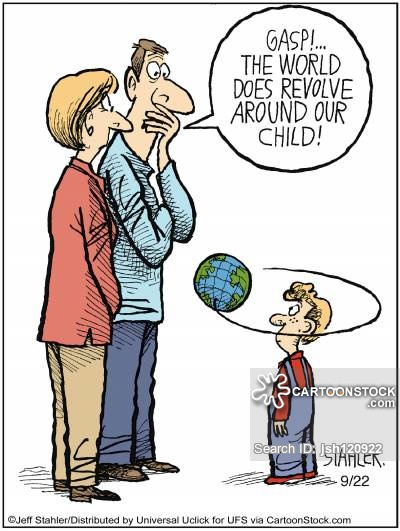 GASP!...
THE WORLD
DOES REVOLVE
AROUND OUR
CHILD!
CARTOONSTOCK
.com
Search ID: jsh120922
STAHLER.
9/22
©Jeff Stahler/Distributed by Universal Uclick for UFS via CartoonStock.com